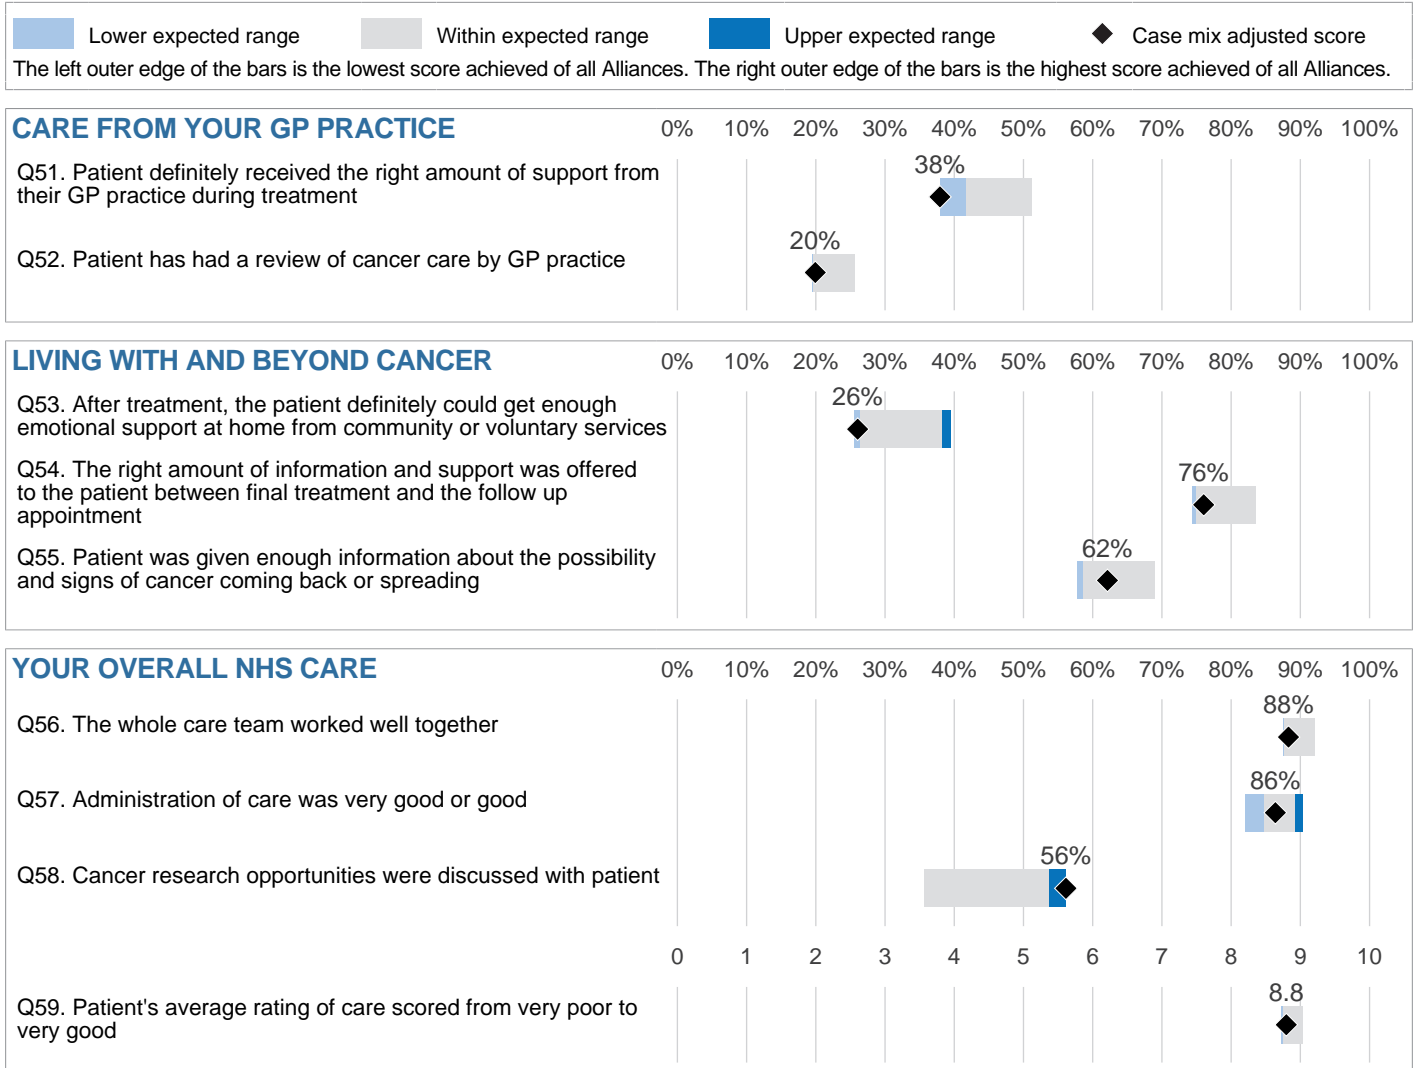 Lower expected range Within expected range Upper expected range Case mix adjusted score
The left outer edge of the bars is the lowest score achieved of all Alliances. The right outer edge of the bars is the highest score achieved of all Alliances.
CARE FROM YOUR GP PRACTICE 0% 10% 20% 30% 40% 50% 60% 70% 80% 90% 100%
38%
Q51. Patient definitely received the right amount of support from
their GP practice during treatment
20%
Q52. Patient has had a review of cancer care by GP practice
LIVING WITH AND BEYOND CANCER 0% 10% 20% 30% 40% 50% 60% 70% 80% 90% 100%
26%
Q53. After treatment, the patient definitely could get enough
emotional support at home from community or voluntary services
Q54. The right amount of information and support was offered
76%
to the patient between final treatment and the follow up
appointment
62%
Q55. Patient was given enough information about the possibility
and signs of cancer coming back or spreading
YOUR OVERALL NHS CARE 0% 10% 20% 30% 40% 50% 60% 70% 80% 90% 100%
88%
Q56. The whole care team worked well together
86%
Q57. Administration of care was very good or good
56%
Q58. Cancer research opportunities were discussed with patient
0 1 2 3 4 5 6 7 8 9 10
8.8
Q59. Patient's average rating of care scored from very poor to
very good